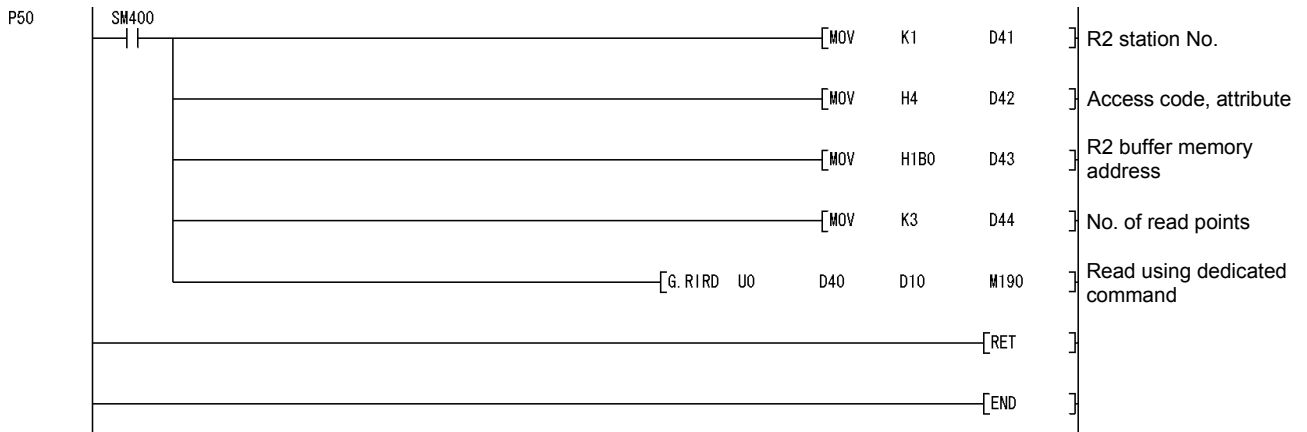 P50
SM400
MOV K1 D41 R2 station No.
MOV H4 D42 Access code, attribute
MOV H1B0 D43 R2 buffer memory
address
MOV K3 D44 No. of read points
G.RIRD U0 D40 D10 M190 Read using dedicated
command
RET
END